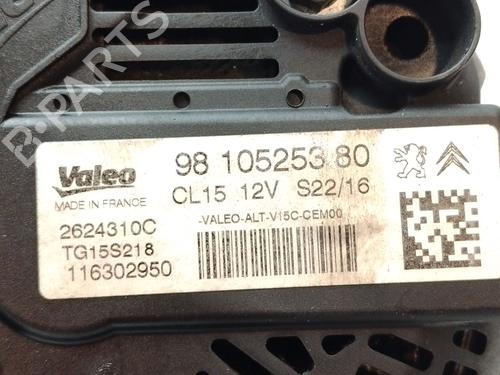 B-PARTS
Valeo
MADE IN FRANCE
98 105253 80
CL15 12V S22/16
-VALEO-ALT-V15C-CEM00
2624310C
TG15S218
116302950